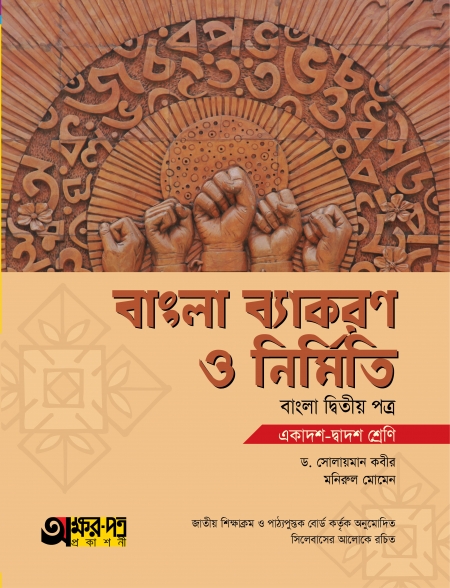 বাংলা ব্যাকরণ
ও নির্মিতি
বাংলা দ্বিতীয় পত্র
একাদশ-দ্বাদশ শ্রেণি
ড. সোলায়মান কবীর
মনিরুল মোমেন
অক্ষর-পত্র
প্রকাশনী
জাতীয় শিক্ষাক্রম ও পাঠ্যপুস্তক বোর্ড কর্তৃক অনুমোদিত
সিলেবাসের আলোকে রচিত